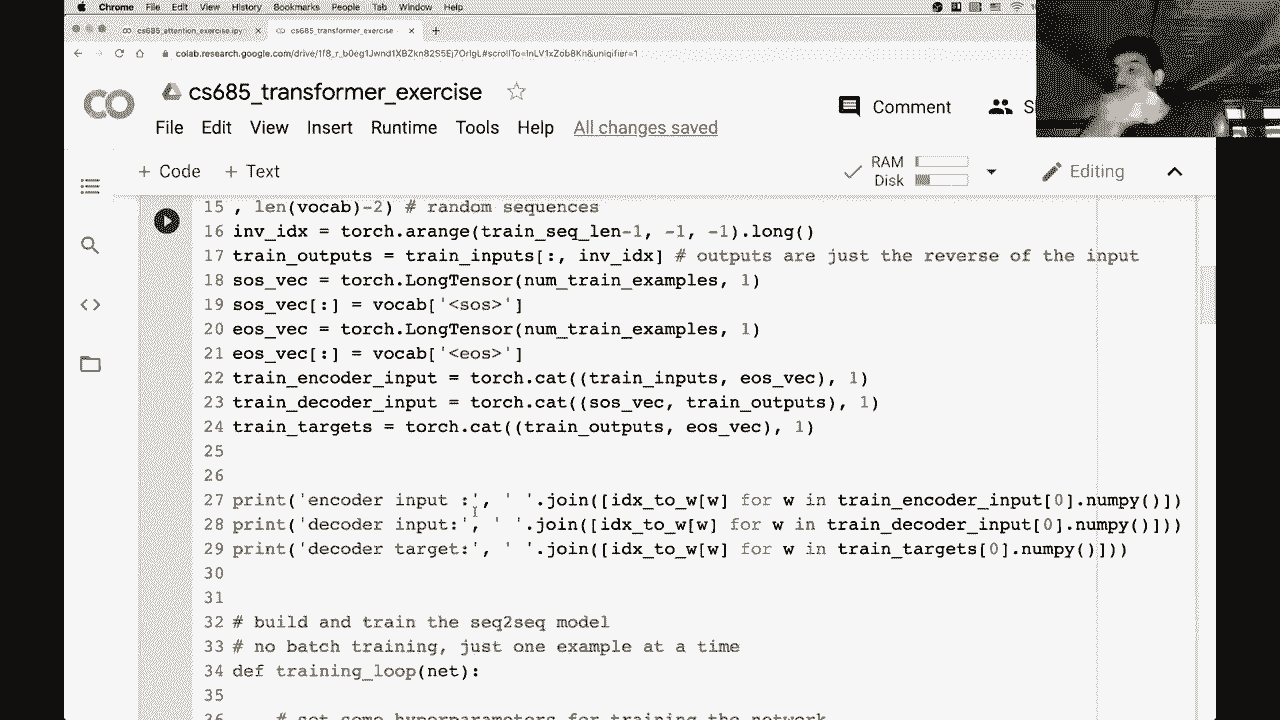 Chrome File Edit View History Bookmarks People Tab Window Help
cs685_attention_exercise.ipy cs685_transformer_exercise
colab.research.google.com/drive/1f8_r_b0eg1Jwnd1XBZkn82S5Ej7OrlgL#scrollTo=InLV1xZob8Kn&uniqifier=1
CO cs685_transformer_exercise
Comment
File Edit View Insert Runtime Tools Help All changes saved
+ Code + Text
RAM
Disk
Editing
15 , len(vocab)-2) # random sequences
16 inv_idx = torch.arange(train_seq_len-1, -1, -1).long()
17 train_outputs = train_inputs[:, inv_idx] # outputs are just the reverse of the input
18 sos_vec = torch.LongTensor(num_train_examples, 1)
19 sos_vec[:] = vocab['<sos>']
20 eos_vec = torch.LongTensor(num_train_examples, 1)
21 eos_vec[:] = vocab['<eos>']
22 train_encoder_input = torch.cat((train_inputs, eos_vec), 1)
23 train_decoder_input = torch.cat((sos_vec, train_outputs), 1)
24 train_targets = torch.cat((train_outputs, eos_vec), 1)
25
26
27 print('encoder input :', ' '.join([idx_to_w[w] for w in train_encoder_input[0].numpy()])
28 print('decoder input:', ' '.join([idx_to_w[w] for w in train_decoder_input[0].numpy()]))
29 print('decoder target:', ' '.join([idx_to_w[w] for w in train_targets[0].numpy()]))
30
31
32 # build and train the seq2seq model
33 # no batch training, just one example at a time
34 def training_loop(net):
35
36 # set some hyperparameters for training the network